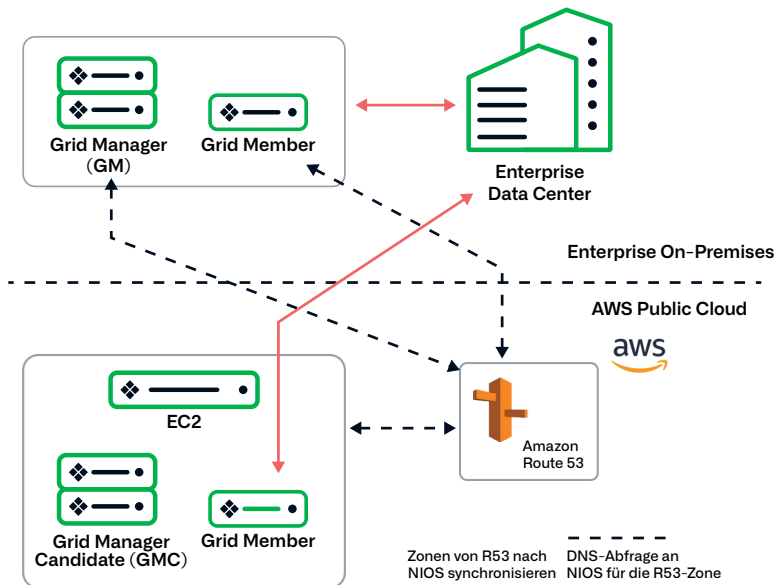 Grid Manager
(GM)
Grid Member
Enterprise
Data Center
Enterprise On-Premises
AWS Public Cloud
aws
EC2
Amazon
Route 53
Grid Manager
Candidate (GMC)
Grid Member
Zonen von R53 nach
NIOS synchronisieren
DNS-Abfrage an
NIOS für die R53-Zone